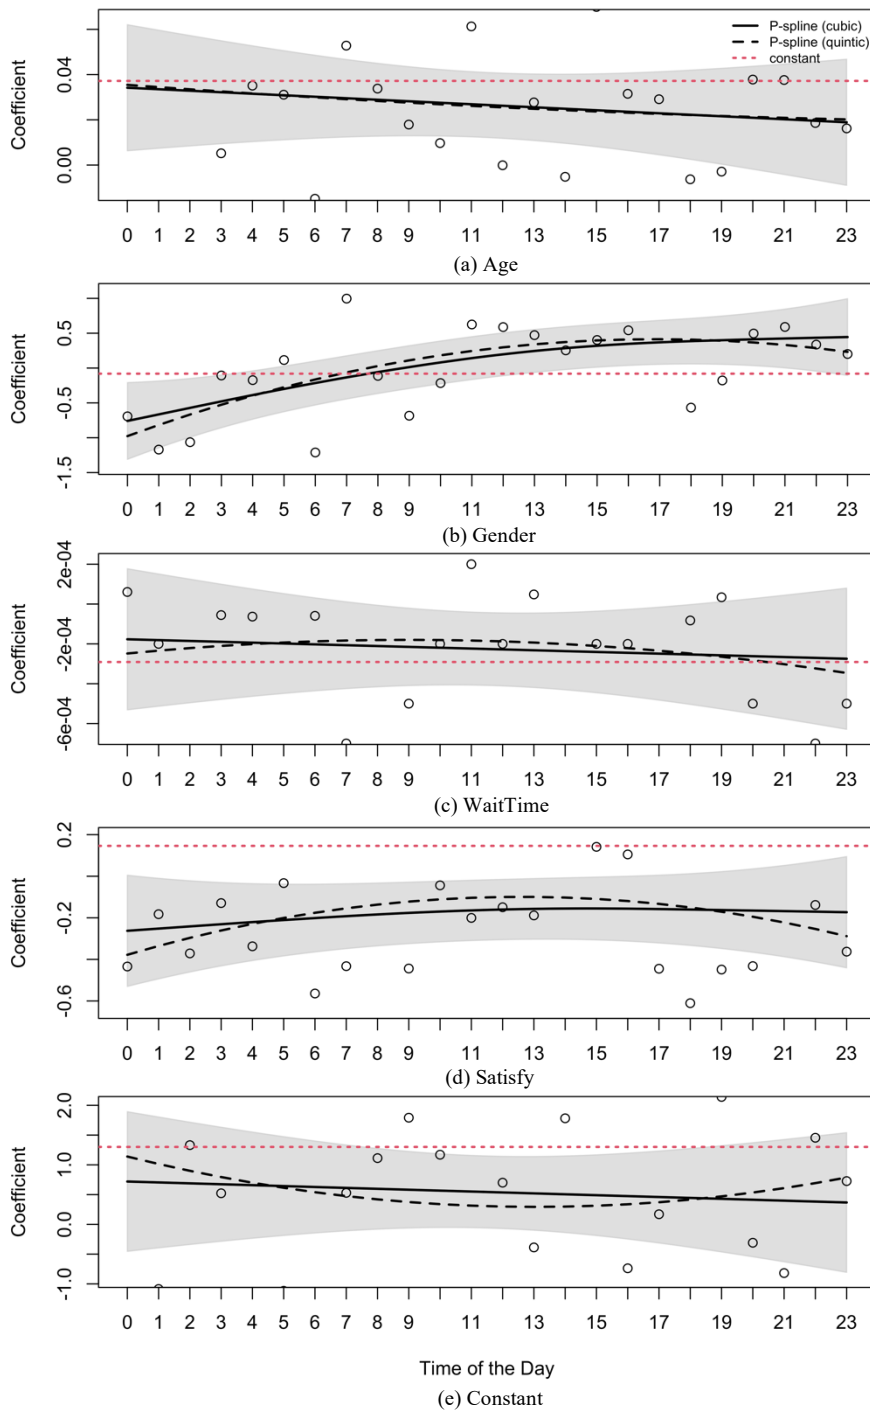 P-spline (cubic)
P-spline (quintic)
constant
Coefficient
0.04
0.00
0 1 2 3 4 5 6 7 8 9 11 13 15 17 19 21 23
(a) Age
Coefficient
0.5
-0.5
-1.5
0 1 2 3 4 5 6 7 8 9 11 13 15 17 19 21 23
(b) Gender
Coefficient
2e-04
-2e-04
-6e-04
0 1 2 3 4 5 6 7 8 9 11 13 15 17 19 21 23
(c) WaitTime
Coefficient
0.2
-0.2
-0.6
0 1 2 3 4 5 6 7 8 9 11 13 15 17 19 21 23
(d) Satisfy
Coefficient
2.0
1.0
0.0
-1.0
0 1 2 3 4 5 6 7 8 9 11 13 15 17 19 21 23
Time of the Day
(e) Constant